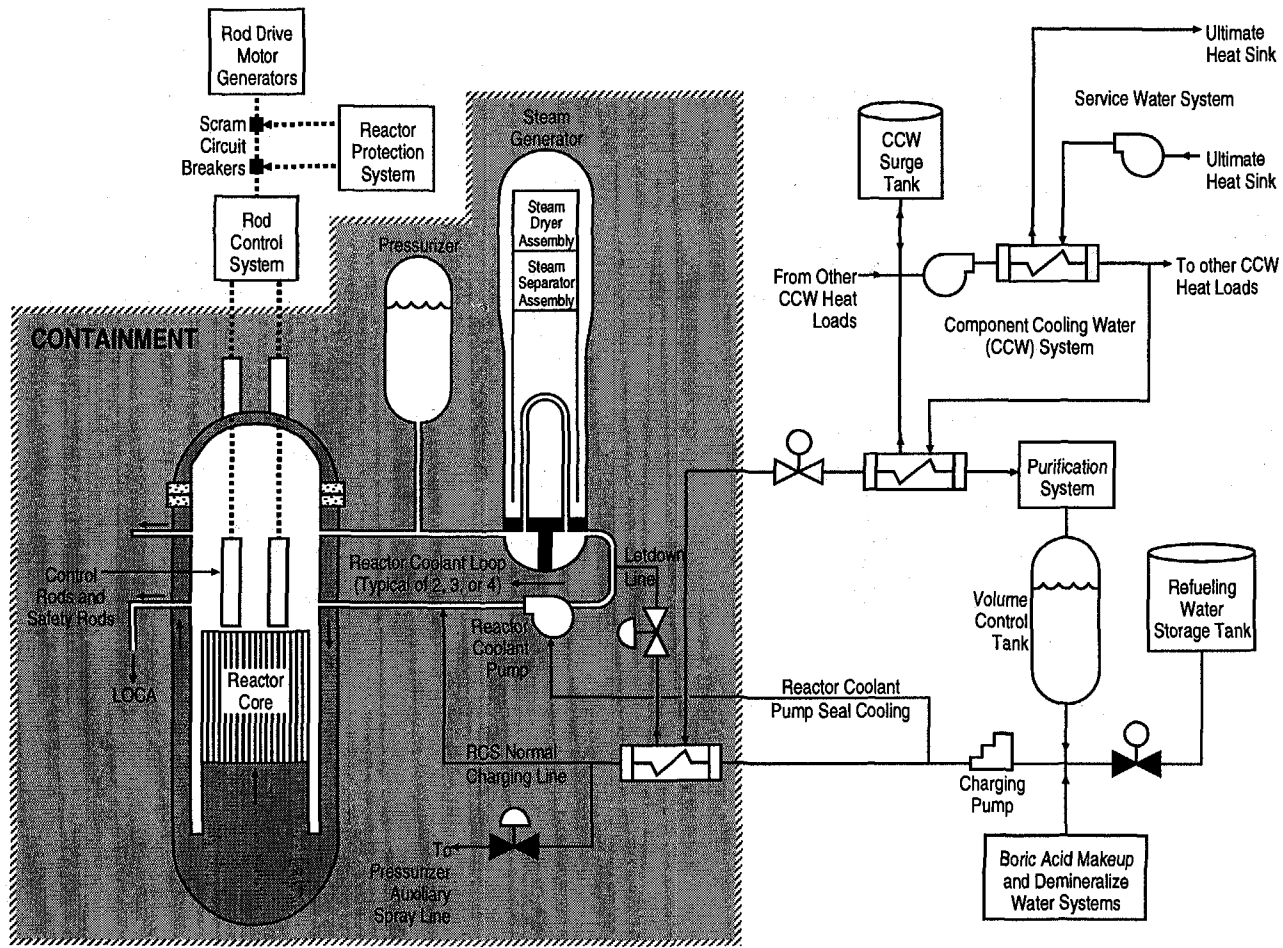 Rod Drive
Motor
Generators
Scram
Circuit
Breakers
Reactor
Protection
System
Rod
Control
System
CONTAINMENT
Pressurizer
Steam
Generator
Steam
Dryer
Assembly
Steam
Separator
Assembly
CCW
Surge
Tank
Ultimate
Heat Sink
Service Water System
Ultimate
Heat Sink
From Other
CCW Heat
Loads
To other CCW
Heat Loads
Component Cooling Water
(CCW) System
Purification
System
Control
Rods and
Safety Rods
LOCA
Reactor
Core
Reactor Coolant Loop
(Typical of 2, 3, or 4)
Letdown
Line
Reactor
Coolant
Pump
Volume
Control
Tank
Refueling
Water
Storage Tank
Reactor Coolant
Pump Seal Cooling
RCS Normal
Charging Line
Charging
Pump
To
Pressurizer
Auxiliary
Spray Line
Boric Acid Makeup
and Demineralize
Water Systems